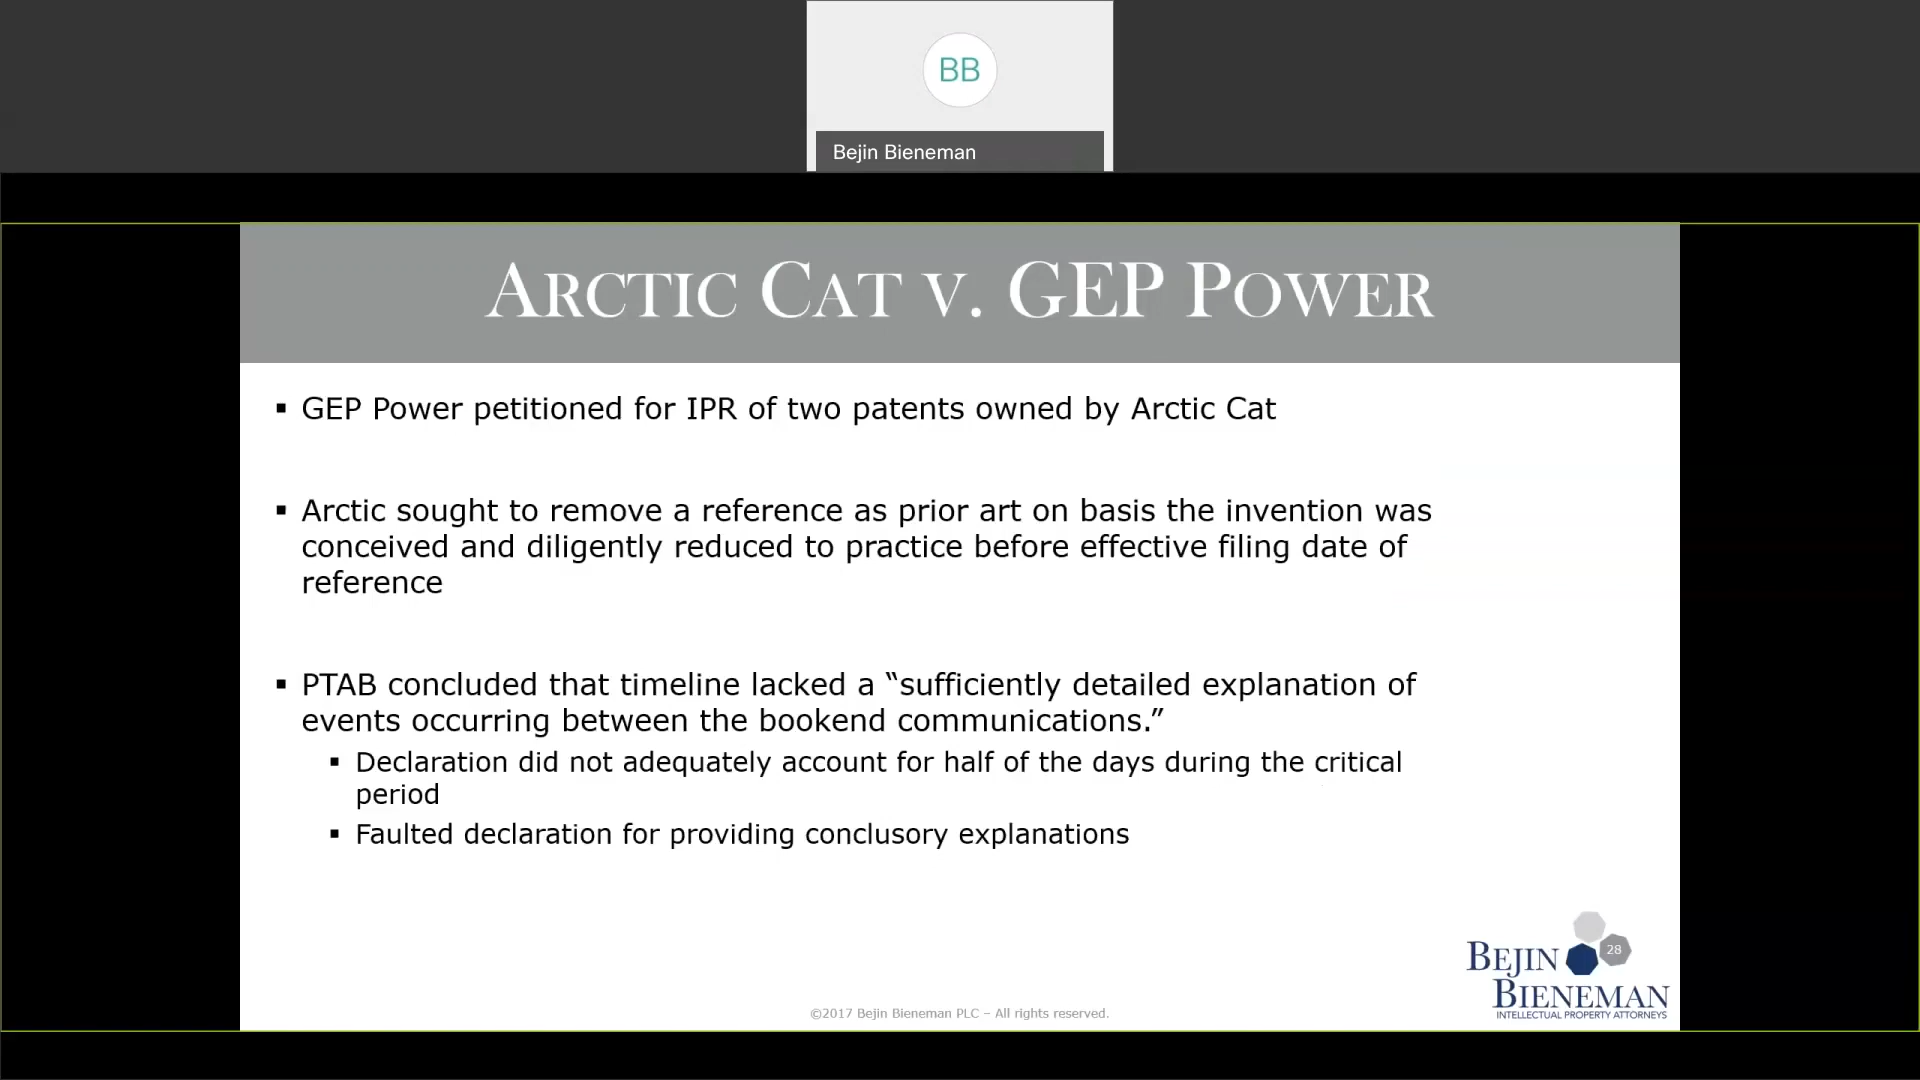 BB
Bejin Bieneman
ARCTIC CAT V. GEP POWER
▪ GEP Power petitioned for IPR of two patents owned by Arctic Cat
▪ Arctic sought to remove a reference as prior art on basis the invention was
conceived and diligently reduced to practice before effective filing date of
reference
▪ PTAB concluded that timeline lacked a “sufficiently detailed explanation of
events occurring between the bookend communications.”
▪ Declaration did not adequately account for half of the days during the critical
period
▪ Faulted declaration for providing conclusory explanations
28
BEJIN
BIENEMAN
INTELLECTUAL PROPERTY ATTORNEYS
©2017 Bejin Bieneman PLC – All rights reserved.